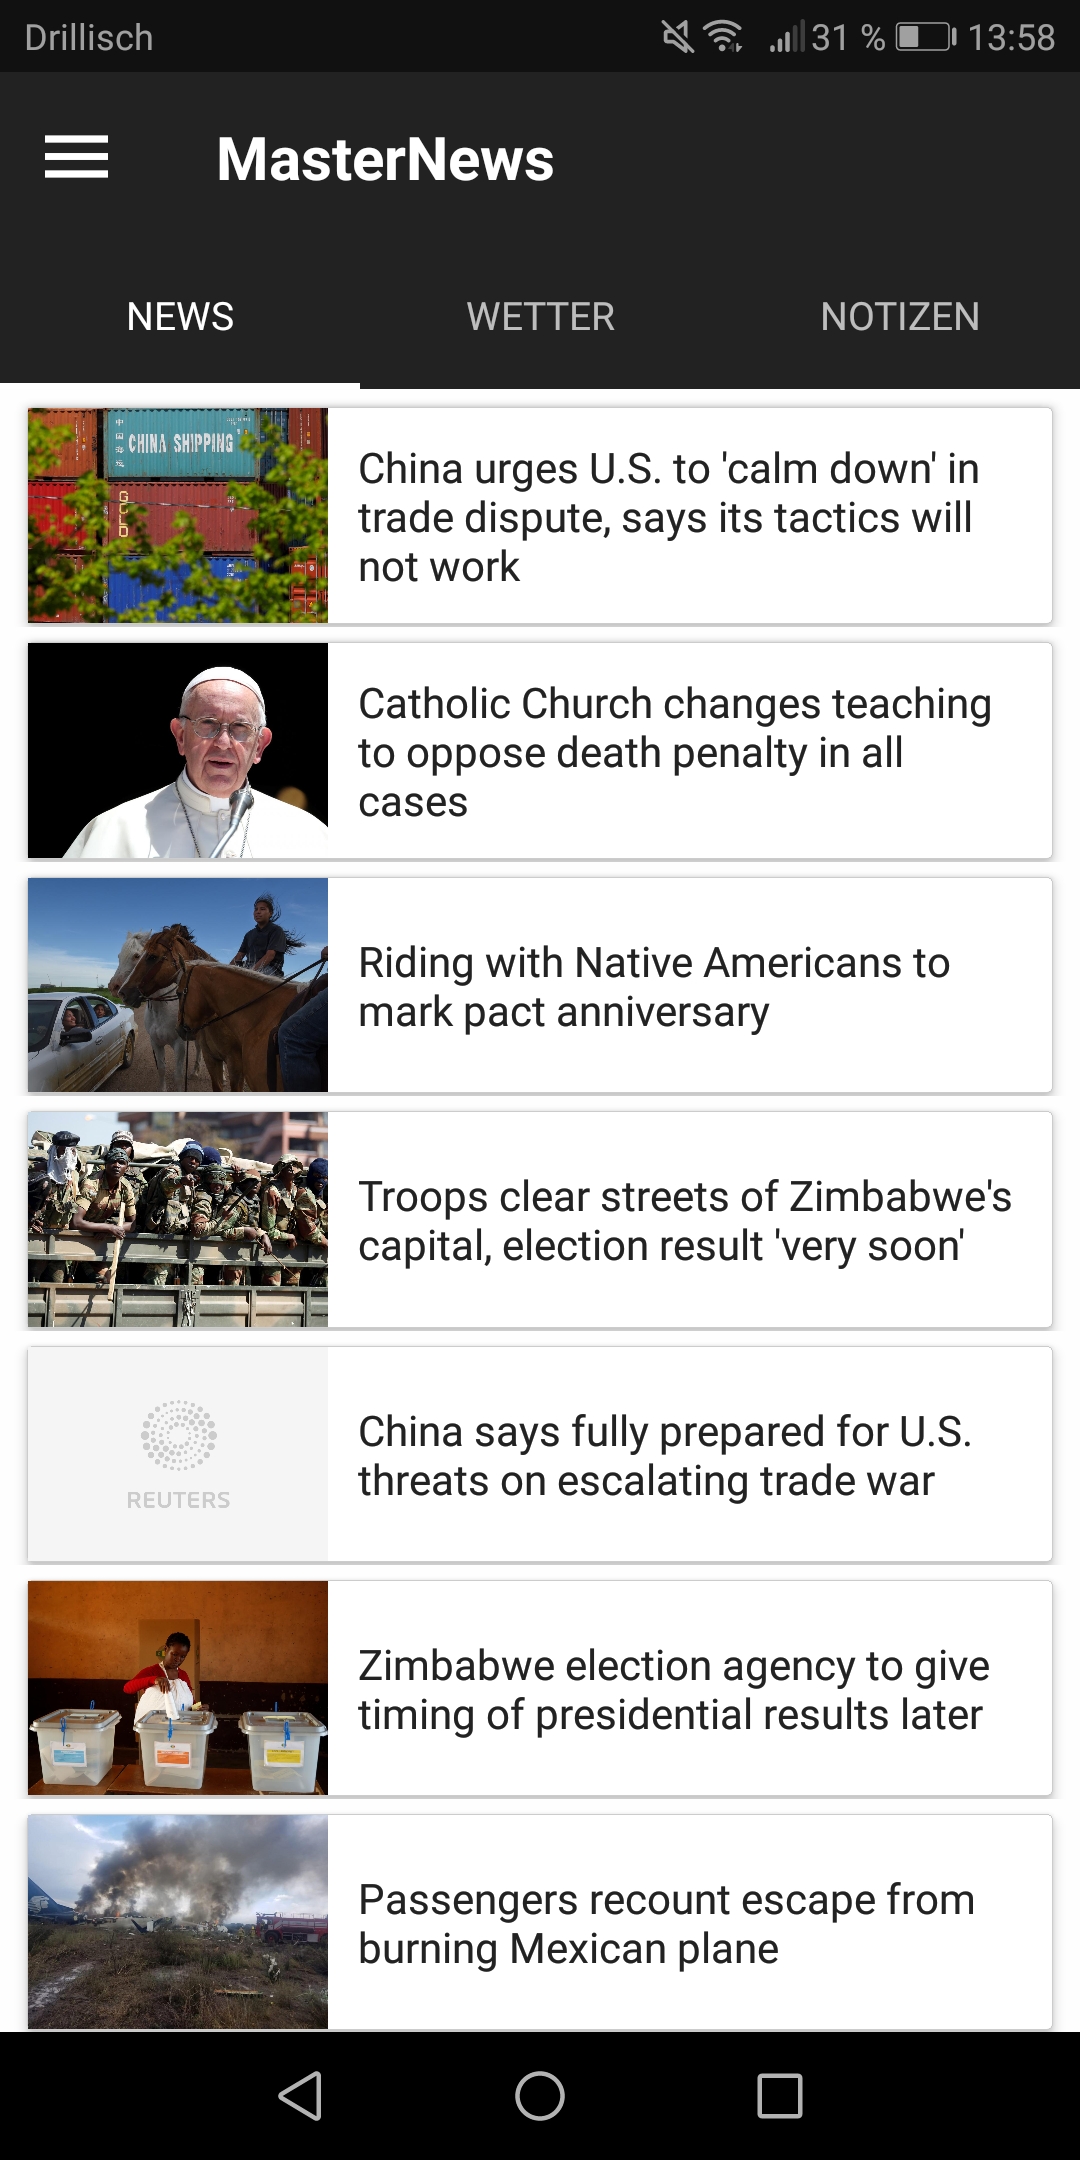 Drillisch
31 % 13:58
MasterNews
NEWS WETTER NOTIZEN
CHINA SHIPPING
China urges U.S. to 'calm down' in
trade dispute, says its tactics will
not work
Catholic Church changes teaching
to oppose death penalty in all
cases
Riding with Native Americans to
mark pact anniversary
Troops clear streets of Zimbabwe's
capital, election result 'very soon'
REUTERS
China says fully prepared for U.S.
threats on escalating trade war
Zimbabwe election agency to give
timing of presidential results later
Passengers recount escape from
burning Mexican plane